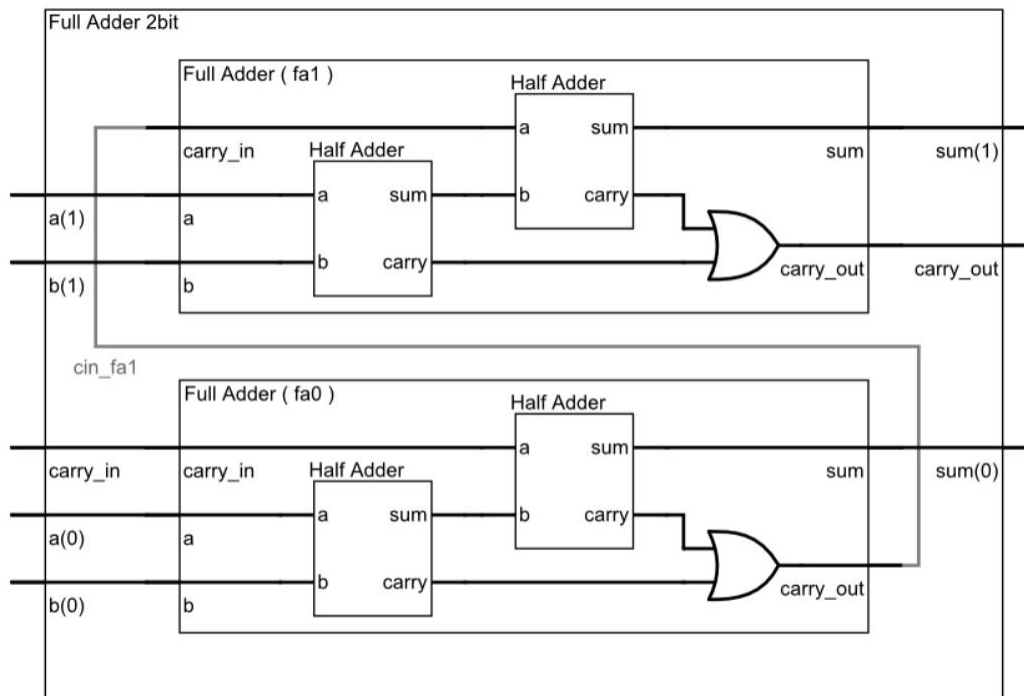 Full Adder 2bit
Full Adder ( fa1 )
Half Adder
a sum
carry_in Half Adder sum sum(1)
a sum b carry
a(1) a
b carry carry_out carry_out
b(1) b
cin_fa1
Full Adder ( fa0 )
Half Adder
a sum
carry_in carry_in Half Adder sum sum(0)
a sum b carry
a(0) a
b carry carry_out
b(0) b